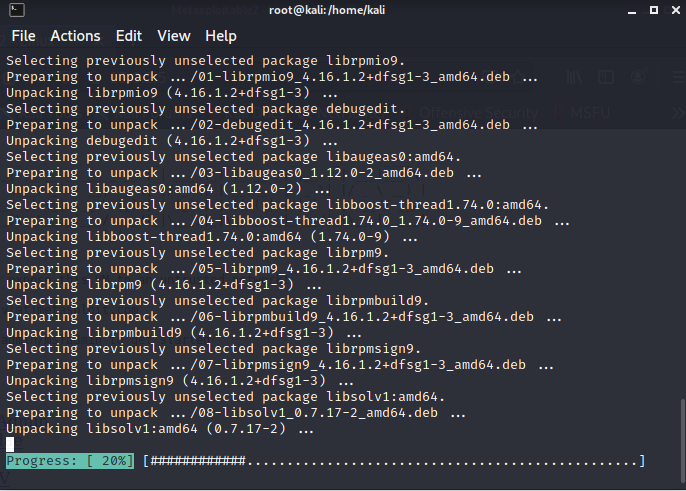 root@kali: /home/kali
File Actions Edit View Help
Selecting previously unselected package librpmio9.
Preparing to unpack .../01-librpmio9_4.16.1.2+dfsg1-3_amd64.deb ...
Unpacking librpmio9 (4.16.1.2+dfsg1-3) ...
Selecting previously unselected package debugedit.
Preparing to unpack .../02-debugedit_4.16.1.2+dfsg1-3_amd64.deb ...
Unpacking debugedit (4.16.1.2+dfsg1-3) ...
Selecting previously unselected package libaugeas0:amd64.
Preparing to unpack .../03-libaugeas0_1.12.0-2_amd64.deb ...
Unpacking libaugeas0:amd64 (1.12.0-2) ...
Selecting previously unselected package libboost-thread1.74.0:amd64.
Preparing to unpack .../04-libboost-thread1.74.0_1.74.0-9_amd64.deb ...
Unpacking libboost-thread1.74.0:amd64 (1.74.0-9) ...
Selecting previously unselected package librpm9.
Preparing to unpack .../05-librpm9_4.16.1.2+dfsg1-3_amd64.deb ...
Unpacking librpm9 (4.16.1.2+dfsg1-3) ...
Selecting previously unselected package librpmbuild9.
Preparing to unpack .../06-librpmbuild9_4.16.1.2+dfsg1-3_amd64.deb ...
Unpacking librpmbuild9 (4.16.1.2+dfsg1-3) ...
Selecting previously unselected package librpmsign9.
Preparing to unpack .../07-librpmsign9_4.16.1.2+dfsg1-3_amd64.deb ...
Unpacking librpmsign9 (4.16.1.2+dfsg1-3) ...
Selecting previously unselected package libsolv1:amd64.
Preparing to unpack .../08-libsolv1_0.7.17-2_amd64.deb ...
Unpacking libsolv1:amd64 (0.7.17-2) ...
Progress: [ 20%] [############.................................................]
Offensive Security
MSFU